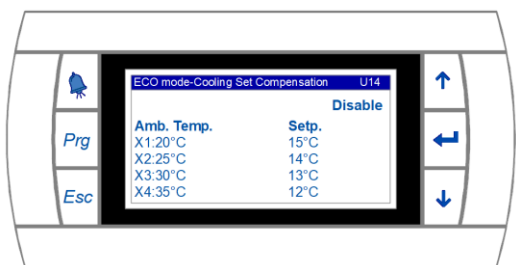 ECO mode-Cooling Set Compensation U14
Disable
Amb. Temp. Setp.
X1:20°C 15°C
X2:25°C 14°C
X3:30°C 13°C
X4:35°C 12°C
Prg
Esc